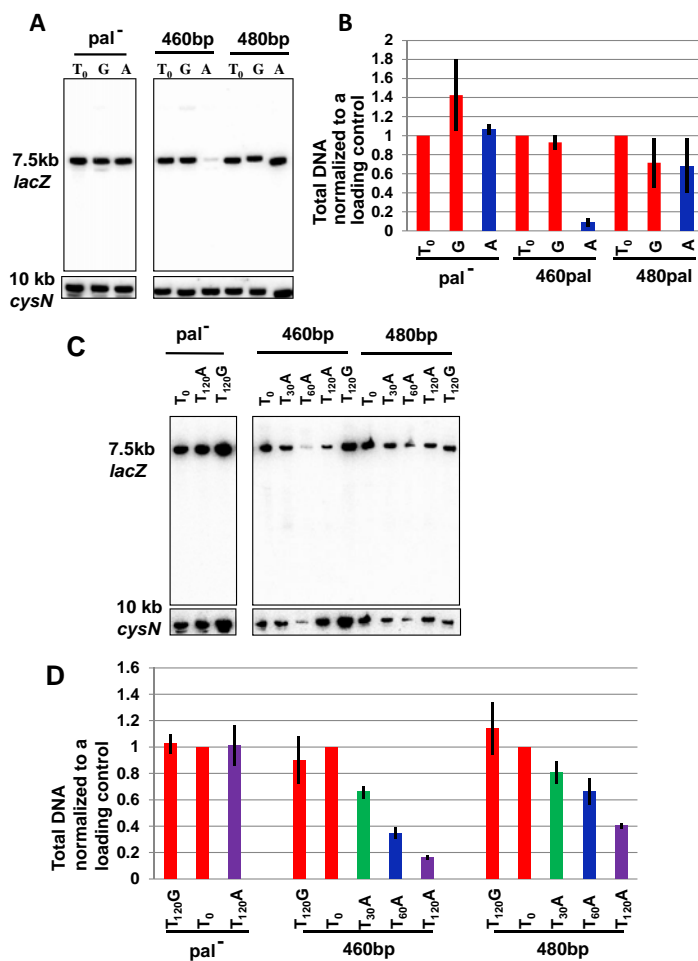 A
pal⁻ 460bp 480bp
T₀ G A T₀ G A T₀ G A
7.5kb
lacZ
10 kb
cysN
B
Total DNA
normalized to a
loading control
2
1.8
1.6
1.4
1.2
1
0.8
0.6
0.4
0.2
0
T₀ G A T₀ G A T₀ G A
pal⁻ 460pal 480pal
C
pal⁻ 460bp 480bp
T₀ T₁₂₀A T₁₂₀G T₀ T₃₀A T₆₀A T₁₂₀A T₁₂₀G T₀ T₃₀A T₆₀A T₁₂₀A T₁₂₀G
7.5kb
lacZ
10 kb
cysN
D
Total DNA
normalized to a
loading control
1.6
1.4
1.2
1
0.8
0.6
0.4
0.2
0
T₁₂₀G T₀ T₁₂₀A T₁₂₀G T₀ T₃₀A T₆₀A T₁₂₀A T₁₂₀G T₀ T₃₀A T₆₀A T₁₂₀A
pal⁻ 460bp 480bp